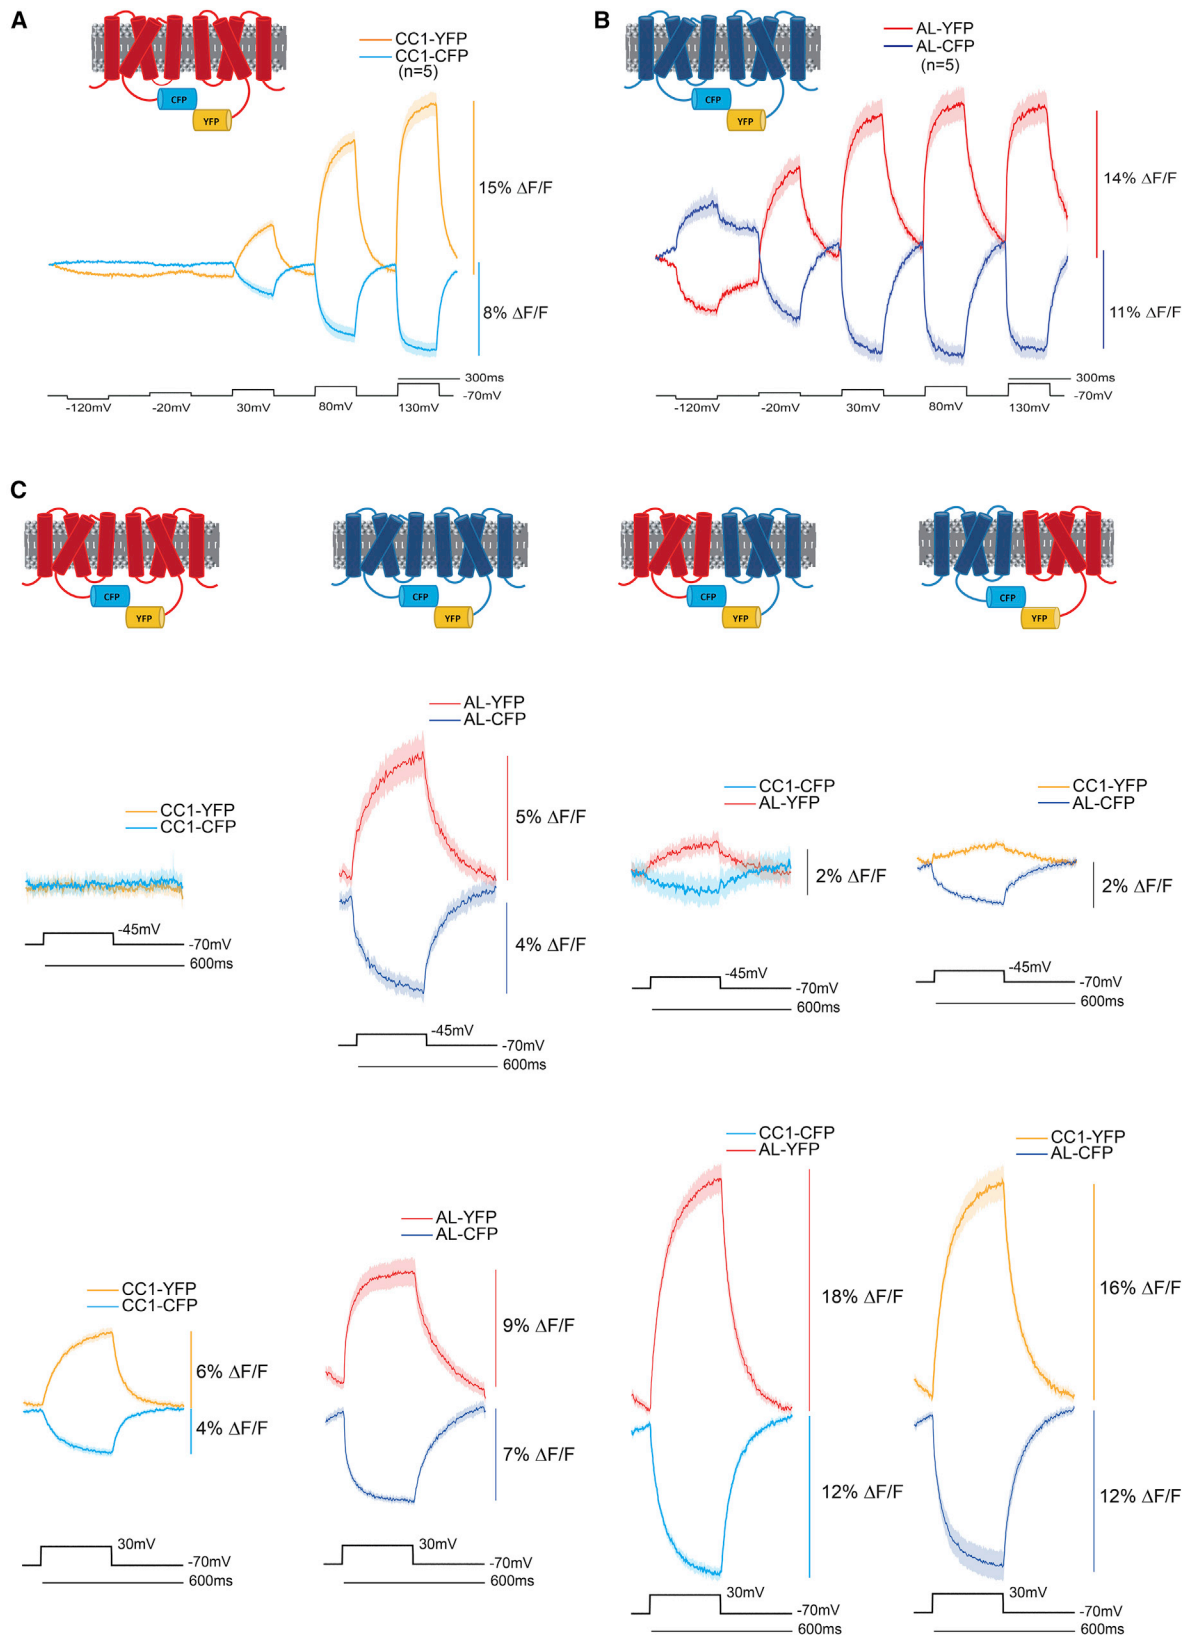 A
CC1-YFP
CC1-CFP
(n=5)
CFP
YFP
15% ΔF/F
8% ΔF/F
300ms
-70mV
-120mV
-20mV
30mV
80mV
130mV
B
AL-YFP
AL-CFP
(n=5)
CFP
YFP
14% ΔF/F
11% ΔF/F
300ms
-70mV
-120mV
-20mV
30mV
80mV
130mV
C
CFP
YFP
CFP
YFP
CFP
YFP
CFP
YFP
CC1-YFP
CC1-CFP
-45mV
-70mV
600ms
AL-YFP
AL-CFP
5% ΔF/F
4% ΔF/F
-45mV
-70mV
600ms
CC1-CFP
AL-YFP
2% ΔF/F
-45mV
-70mV
600ms
CC1-YFP
AL-CFP
2% ΔF/F
-45mV
-70mV
600ms
CC1-YFP
CC1-CFP
6% ΔF/F
4% ΔF/F
30mV
-70mV
600ms
AL-YFP
AL-CFP
9% ΔF/F
7% ΔF/F
30mV
-70mV
600ms
CC1-CFP
AL-YFP
18% ΔF/F
12% ΔF/F
30mV
-70mV
600ms
CC1-YFP
AL-CFP
16% ΔF/F
12% ΔF/F
30mV
-70mV
600ms